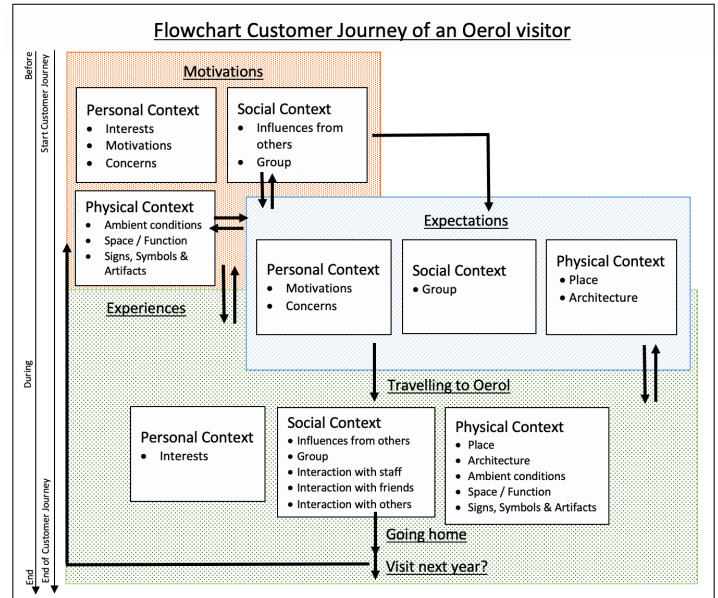 Flowchart Customer Journey of an Oerol visitor
Before
Start Customer Journey
During
End of Customer Journey
End
Motivations
Personal Context
• Interests
• Motivations
• Concerns
Social Context
• Influences from
others
• Group
Physical Context
• Ambient conditions
• Space / Function
• Signs, Symbols &
Artifacts
Expectations
Personal Context
• Motivations
• Concerns
Social Context
• Group
Physical Context
• Place
• Architecture
Experiences
Travelling to Oerol
Personal Context
• Interests
Social Context
• Influences from others
• Group
• Interaction with staff
• Interaction with friends
• Interaction with others
Physical Context
• Place
• Architecture
• Ambient conditions
• Space / Function
• Signs, Symbols & Artifacts
Going home
Visit next year?